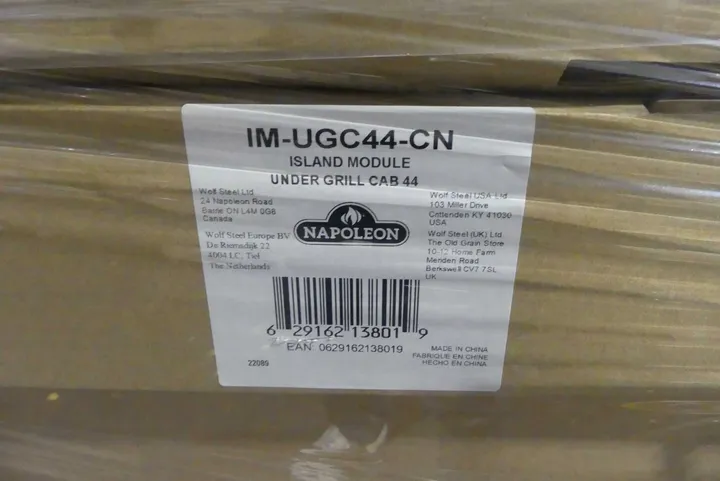 IM-UGC44-CN
ISLAND MODULE
UNDER GRILL CAB 44
Wolf Steel Ltd.
24 Napoleon Road
Barrie ON L4M 0G8
Canada
Wolf Steel Europe BV
De Riemsdijk 22
4004 LC, Tiel
The Netherlands
NAPOLEON
Wolf Steel USA Ltd
103 Miller Drive
Crittenden KY 41030
USA
Wolf Steel (UK) Ltd.
The Old Grain Store
10-12 Home Farm
Meriden Road
Berkswell CV7 7SL
UK
6 29162 13801 9
EAN: 0629162138019
22089
MADE IN CHINA
FABRIQUE EN CHINE
HECHO EN CHINA